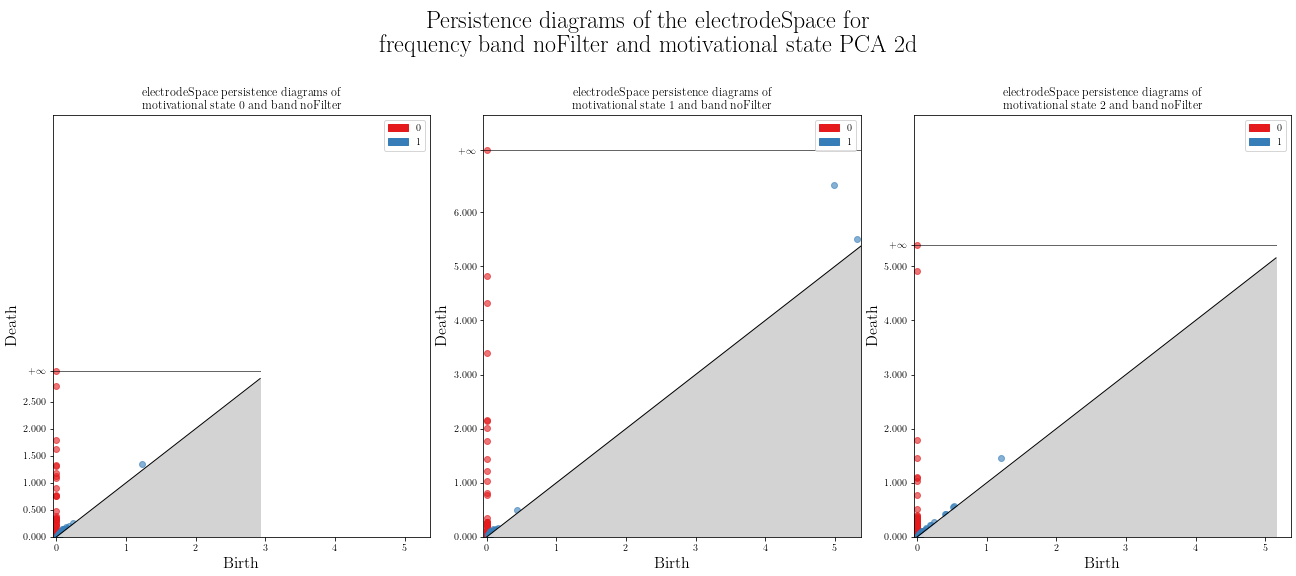 Persistence diagrams of the electrodeSpace for
frequency band noFilter and motivational state PCA 2d
electrodeSpace persistence diagrams of
motivational state 0 and band noFilter
0
1
+∞
2.500
2.000
1.500
1.000
0.500
0.000
0 1 2 3 4 5
Death
Birth
electrodeSpace persistence diagrams of
motivational state 1 and band noFilter
0
1
+∞
6.000
5.000
4.000
3.000
2.000
1.000
0.000
0 1 2 3 4 5
Death
Birth
electrodeSpace persistence diagrams of
motivational state 2 and band noFilter
0
1
+∞
5.000
4.000
3.000
2.000
1.000
0.000
0 1 2 3 4 5
Death
Birth